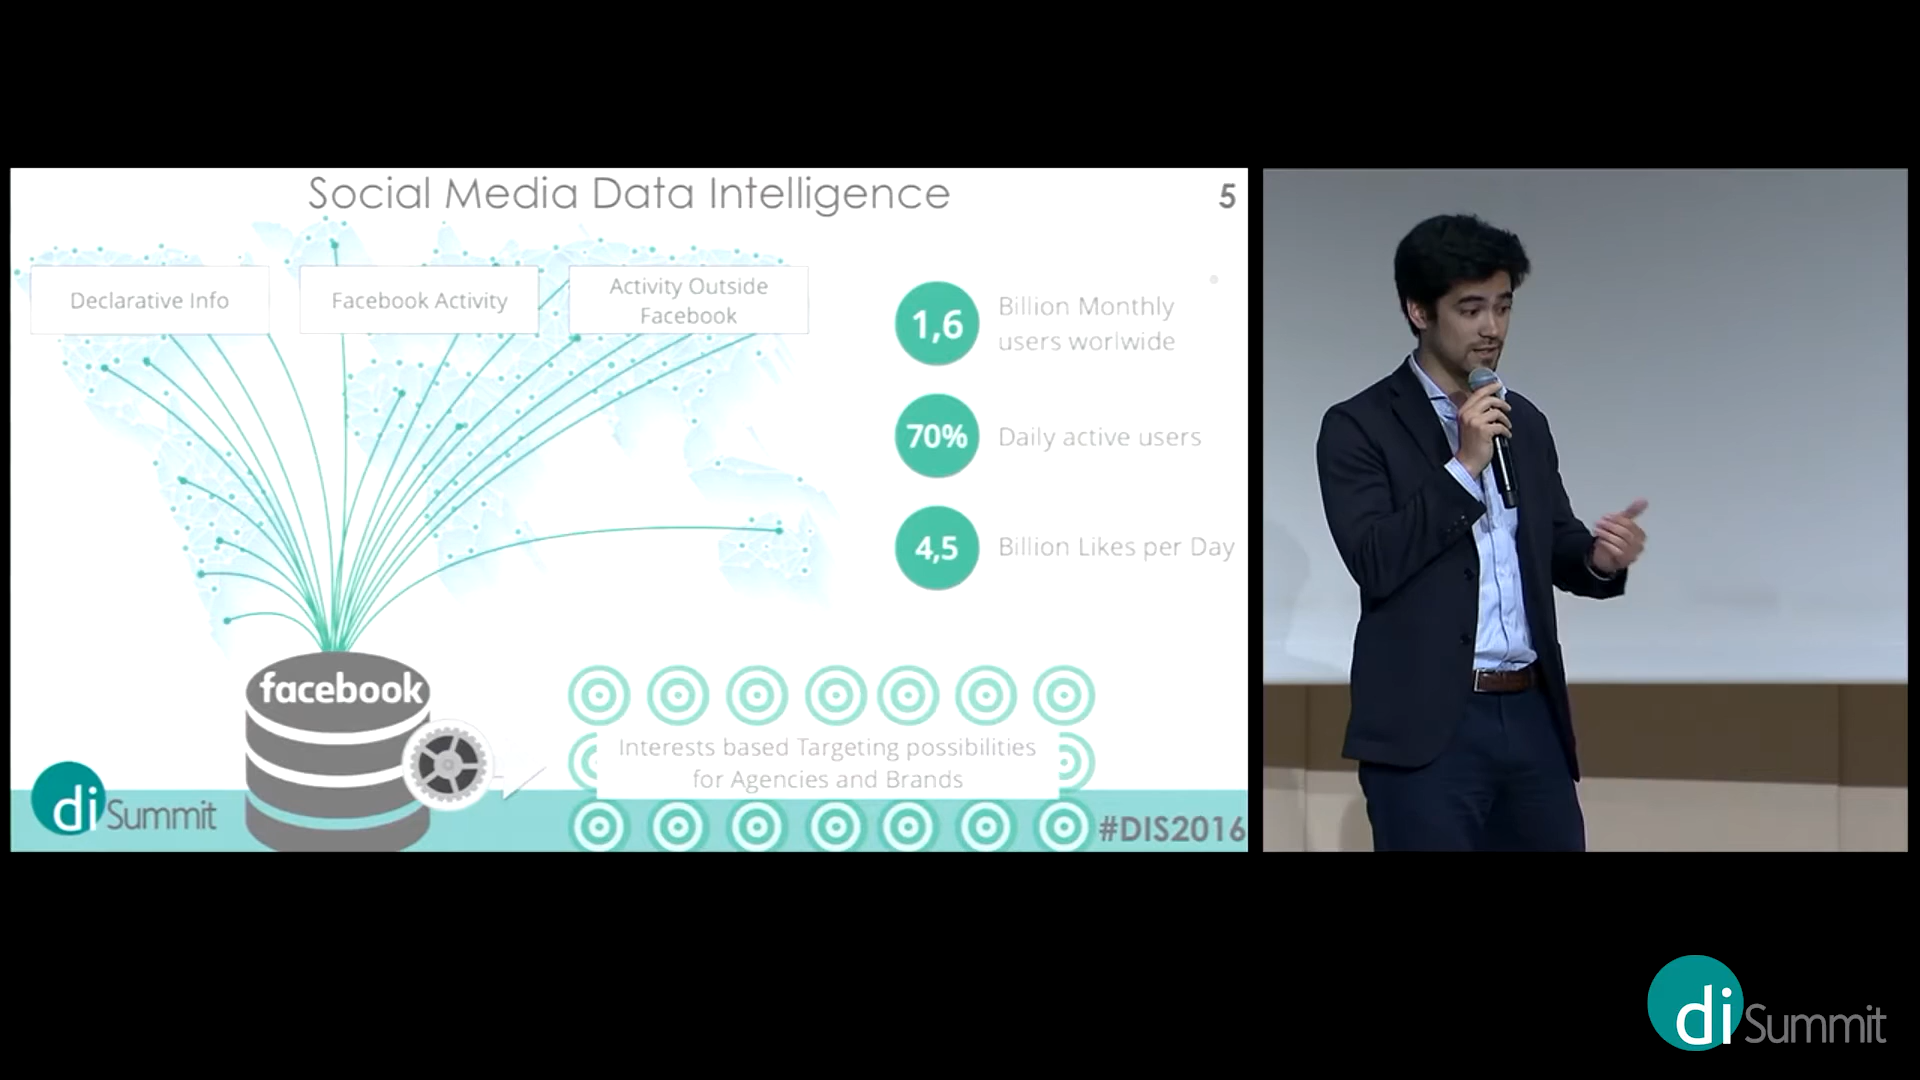 Social Media Data Intelligence
5
Declarative Info
Facebook Activity
Activity Outside
Facebook
1,6
Billion Monthly
users worlwide
70%
Daily active users
4,5
Billion Likes per Day
facebook
Interests based Targeting possibilities
for Agencies and Brands
di Summit
#DIS2016
di Summit